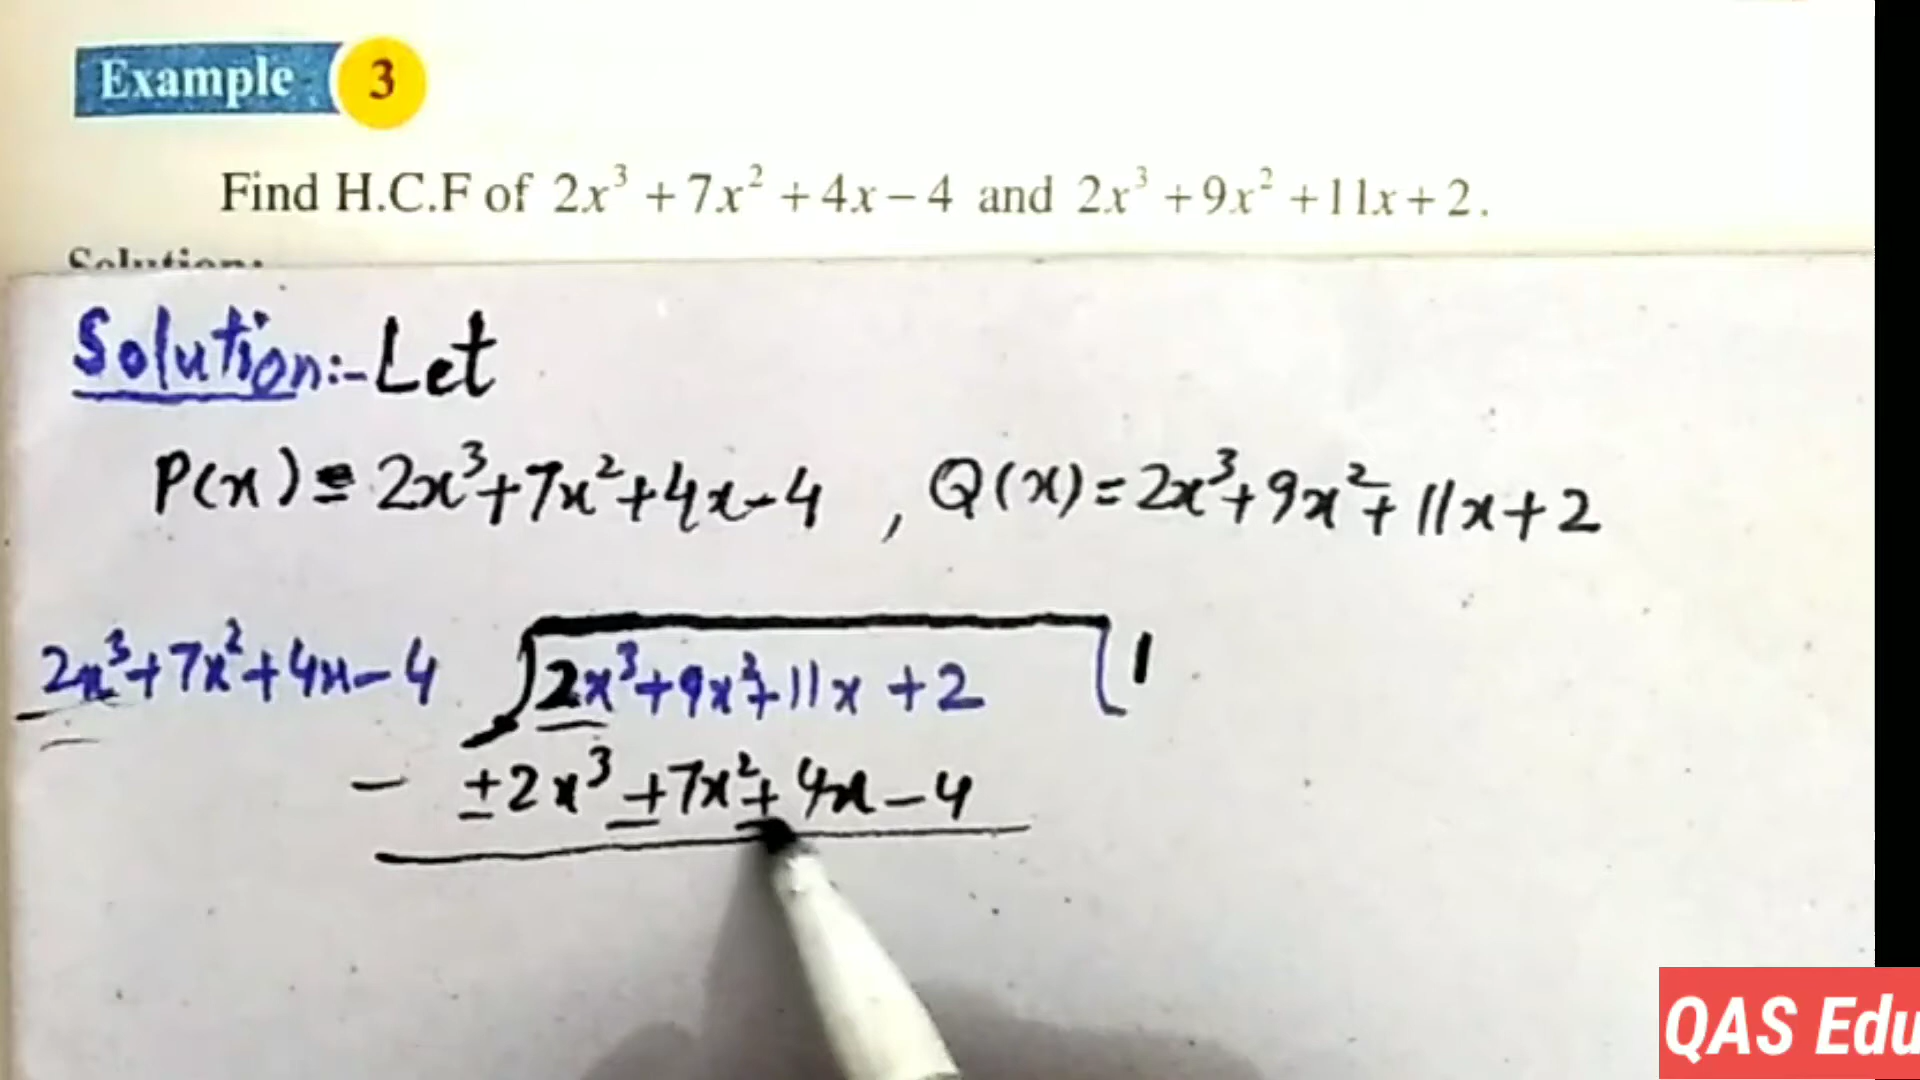 Example 3
Find H.C.F of 2x³ + 7x² + 4x − 4 and 2x³ + 9x² + 11x + 2.
Solution:
Solution:- Let
P(x) = 2x³ + 7x² + 4x - 4 , Q(x) = 2x³ + 9x² + 11x + 2
2x³ + 7x² + 4x - 4 2x³ + 9x² + 11x + 2 1
- ±2x³ + 7x² + 4x - 4
QAS Edu